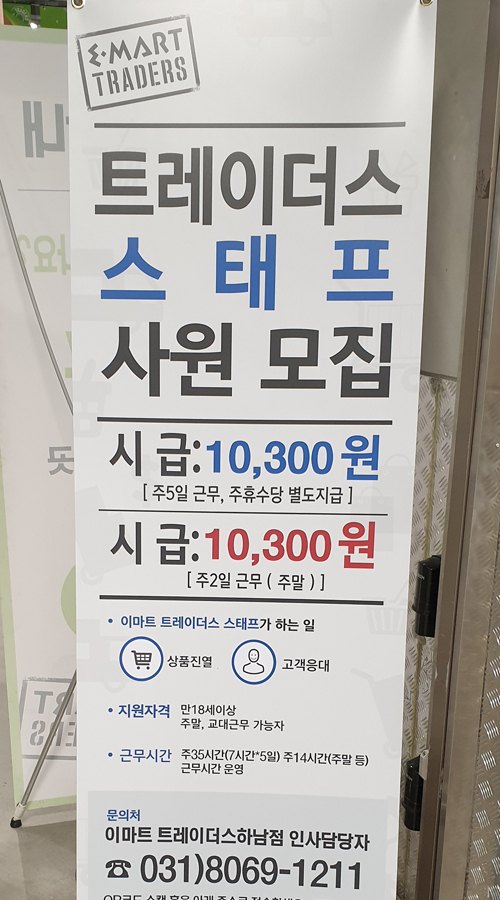 E·MART
TRADERS
트레이더스
스태프
사원 모집
시 급:10,300원
[ 주5일 근무, 주휴수당 별도지급 ]
시 급:10,300원
[ 주2일 근무 ( 주말 ) ]
• 이마트 트레이더스 스태프가 하는 일
상품진열 고객응대
• 지원자격 만18세이상
주말, 교대근무 가능자
• 근무시간 주35시간(7시간*5일) 주14시간(주말 등)
근무시간 운영
문의처
이마트 트레이더스하남점 인사담당자
☎ 031)8069-1211